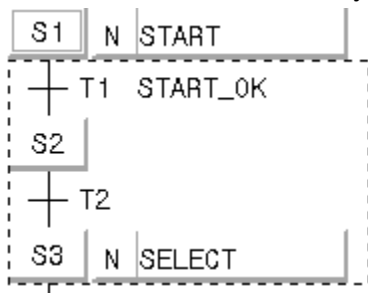 S1 N START
T1 START_OK
S2
T2
S3 N SELECT